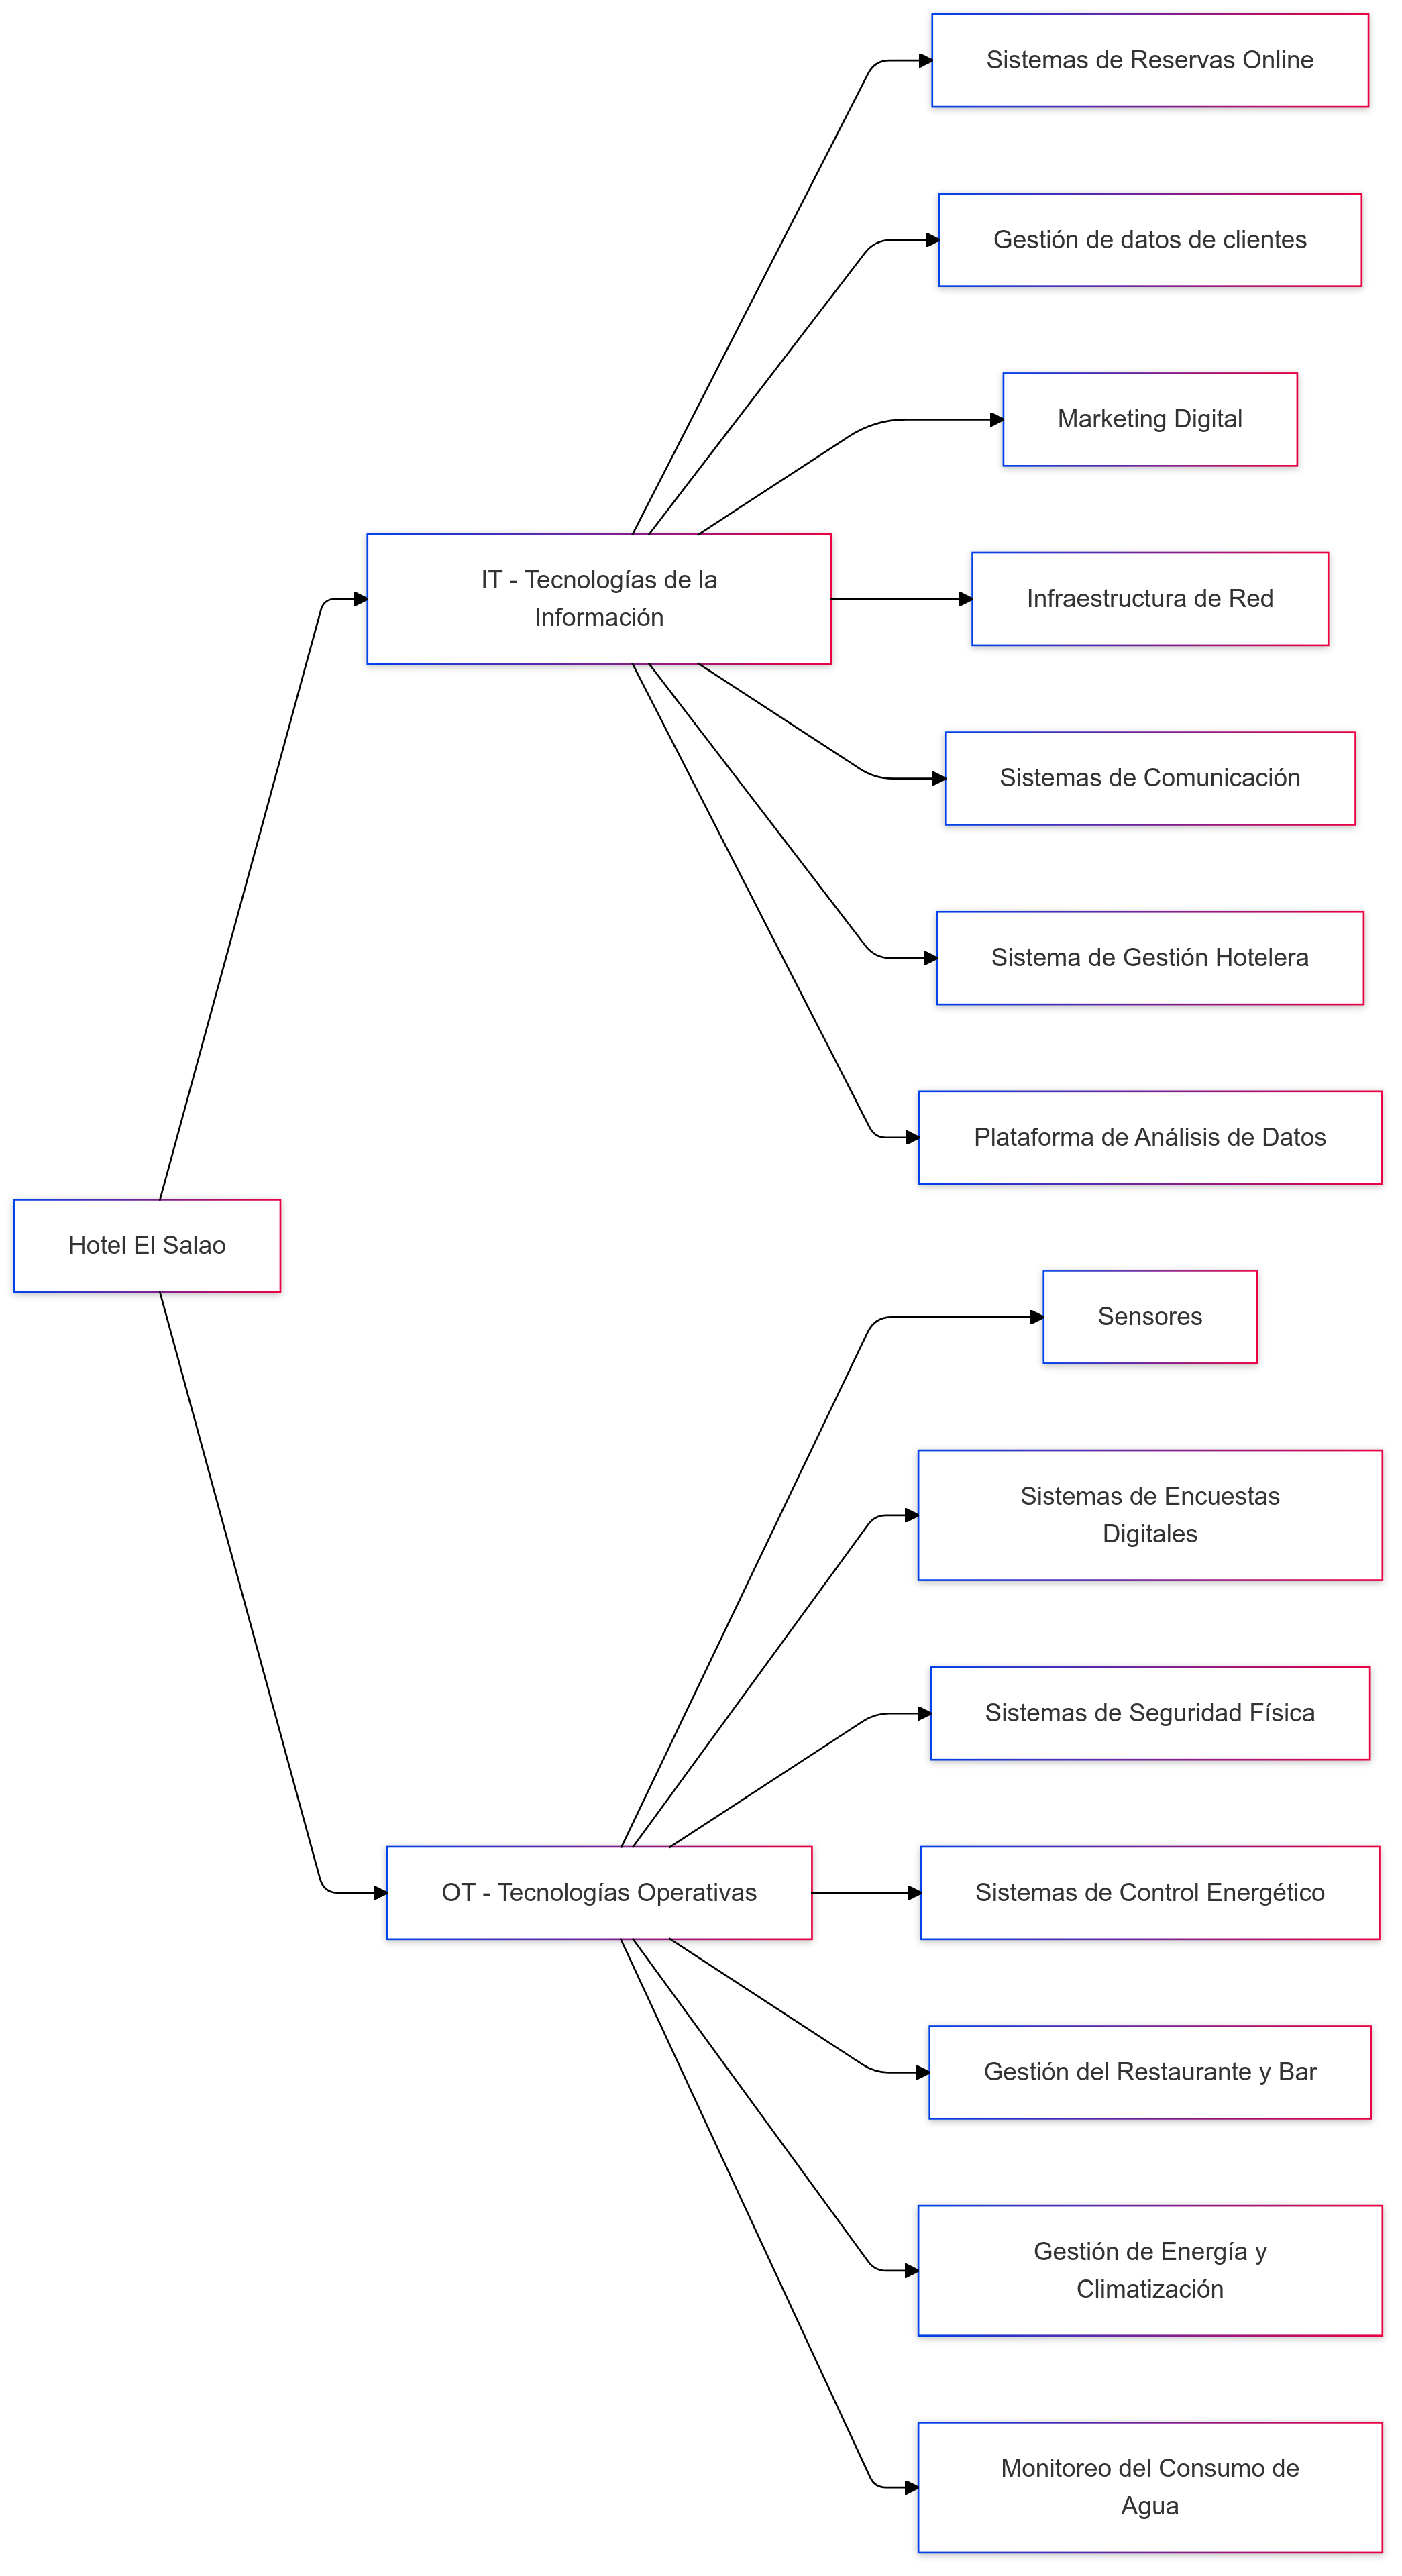 Sistemas de Reservas Online
Gestión de datos de clientes
Marketing Digital
IT - Tecnologías de la
Información
Infraestructura de Red
Sistemas de Comunicación
Sistema de Gestión Hotelera
Plataforma de Análisis de Datos
Hotel El Salao
Sensores
Sistemas de Encuestas
Digitales
Sistemas de Seguridad Física
OT - Tecnologías Operativas
Sistemas de Control Energético
Gestión del Restaurante y Bar
Gestión de Energía y
Climatización
Monitoreo del Consumo de
Agua